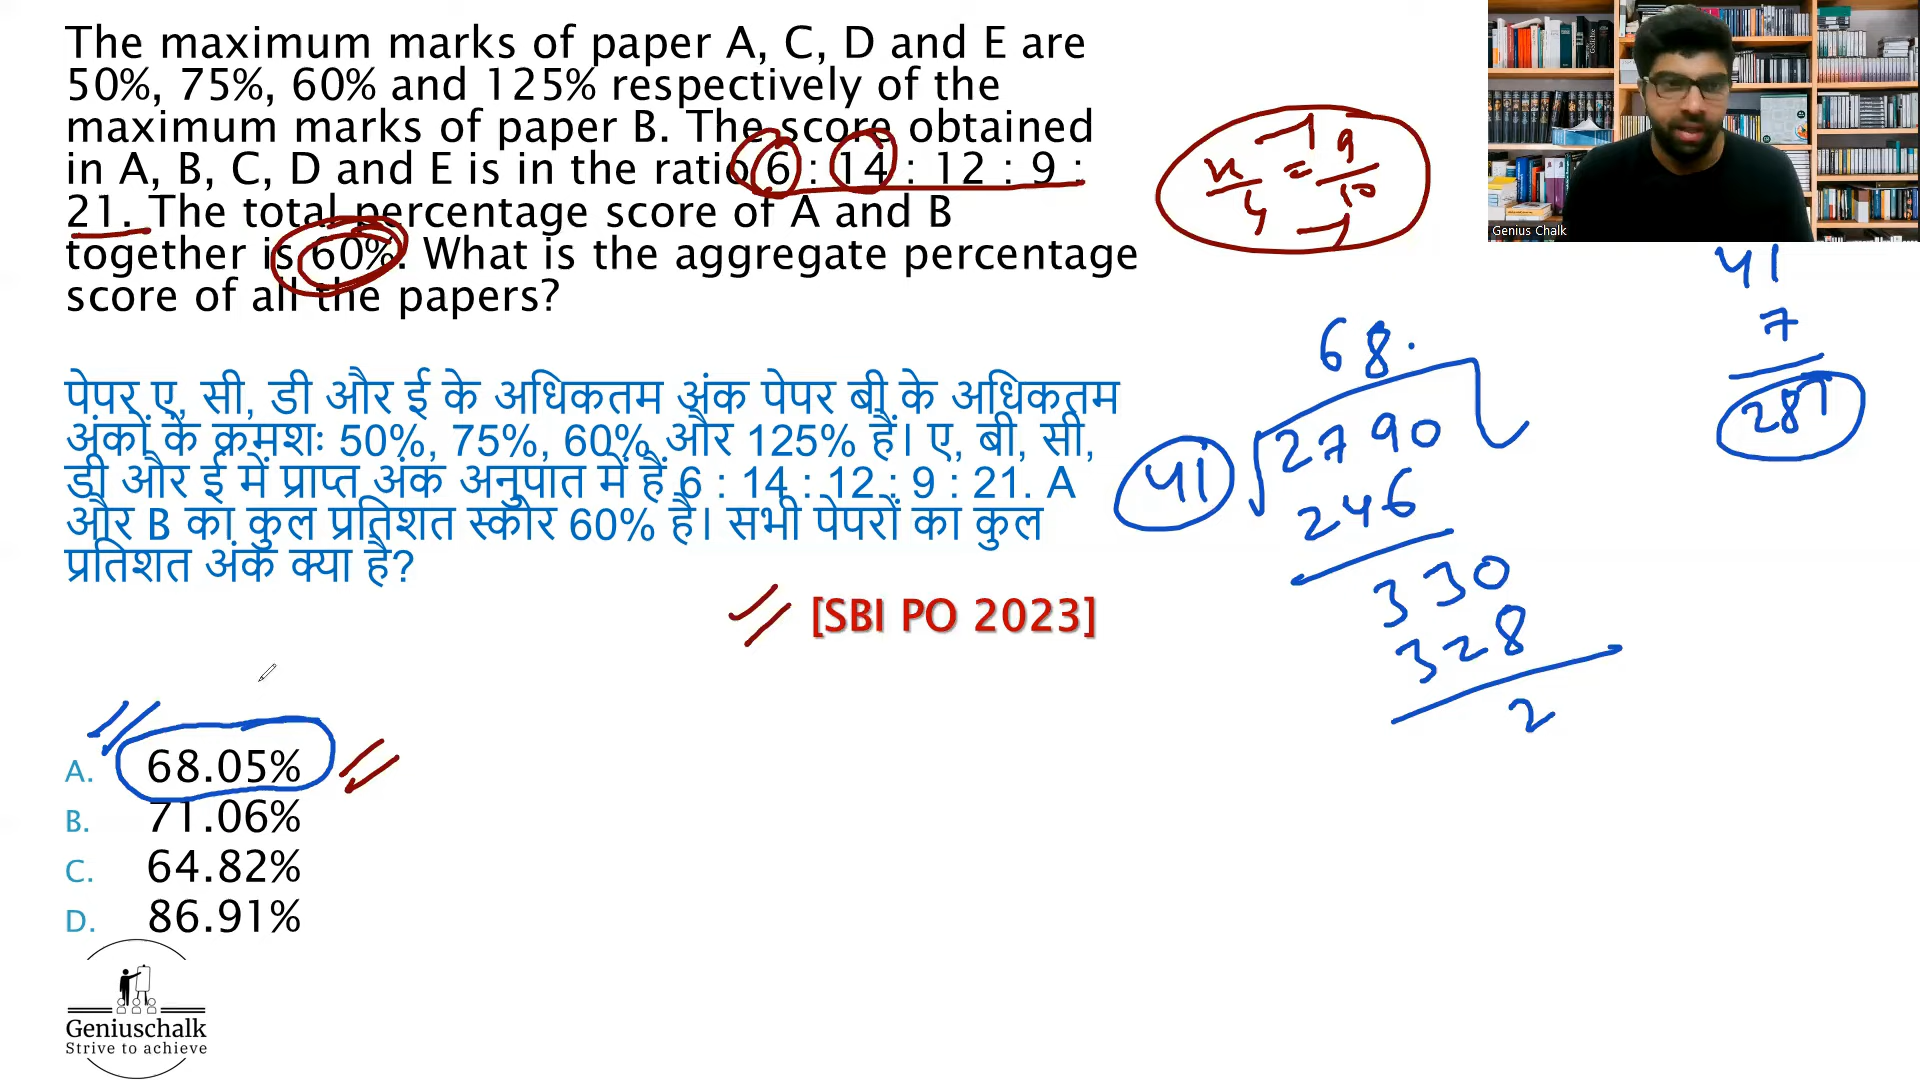 The maximum marks of paper A, C, D and E are
50%, 75%, 60% and 125% respectively of the
maximum marks of paper B. The score obtained
in A, B, C, D and E is in the ratio 6 : 14 : 12 : 9 :
21. The total percentage score of A and B
together is 60%. What is the aggregate percentage
score of all the papers?
पेपर ए, सी, डी और ई के अधिकतम अंक पेपर बी के अधिकतम
अंकों के क्रमशः 50%, 75%, 60% और 125% हैं। ए, बी, सी,
डी और ई में प्राप्त अंक अनुपात में हैं 6 : 14 : 12 : 9 : 21. A
और B का कुल प्रतिशत स्कोर 60% है। सभी पेपरों का कुल
प्रतिशत अंक क्या है?
[SBI PO 2023]
A. 68.05%
B. 71.06%
C. 64.82%
D. 86.91%
Geniuschalk
Strive to achieve
= 9
10
68.
41 2790
246
330
328
2
Genius Chalk
41
7
287